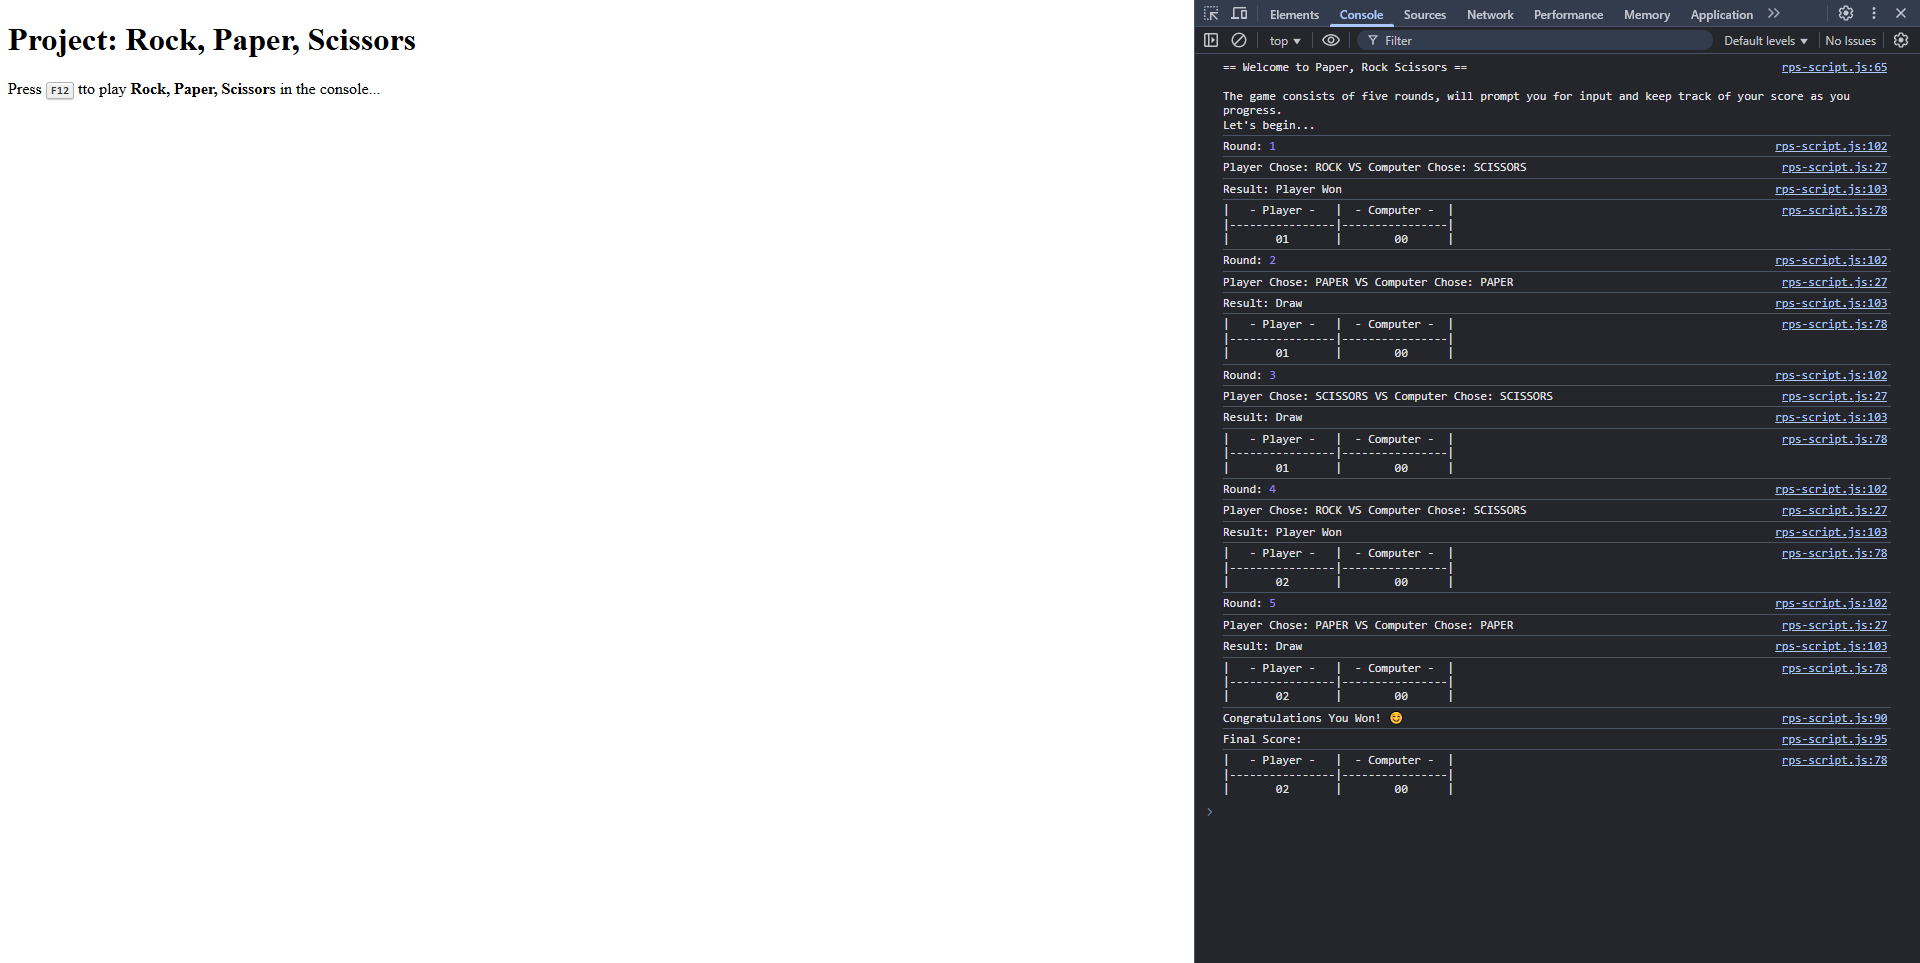 Project: Rock, Paper, Scissors
Press F12 tto play Rock, Paper, Scissors in the console...
Elements Console Sources Network Performance Memory Application
top Filter Default levels No Issues
== Welcome to Paper, Rock Scissors == rps-script.js:65
The game consists of five rounds, will prompt you for input and keep track of your score as you
progress.
Let's begin...
Round: 1 rps-script.js:102
Player Chose: ROCK VS Computer Chose: SCISSORS rps-script.js:27
Result: Player Won rps-script.js:103
| - Player - | - Computer - | rps-script.js:78
|----------------|----------------|
| 01 | 00 |
Round: 2 rps-script.js:102
Player Chose: PAPER VS Computer Chose: PAPER rps-script.js:27
Result: Draw rps-script.js:103
| - Player - | - Computer - | rps-script.js:78
|----------------|----------------|
| 01 | 00 |
Round: 3 rps-script.js:102
Player Chose: SCISSORS VS Computer Chose: SCISSORS rps-script.js:27
Result: Draw rps-script.js:103
| - Player - | - Computer - | rps-script.js:78
|----------------|----------------|
| 01 | 00 |
Round: 4 rps-script.js:102
Player Chose: ROCK VS Computer Chose: SCISSORS rps-script.js:27
Result: Player Won rps-script.js:103
| - Player - | - Computer - | rps-script.js:78
|----------------|----------------|
| 02 | 00 |
Round: 5 rps-script.js:102
Player Chose: PAPER VS Computer Chose: PAPER rps-script.js:27
Result: Draw rps-script.js:103
| - Player - | - Computer - | rps-script.js:78
|----------------|----------------|
| 02 | 00 |
Congratulations You Won! 😊 rps-script.js:90
Final Score: rps-script.js:95
| - Player - | - Computer - | rps-script.js:78
|----------------|----------------|
| 02 | 00 |